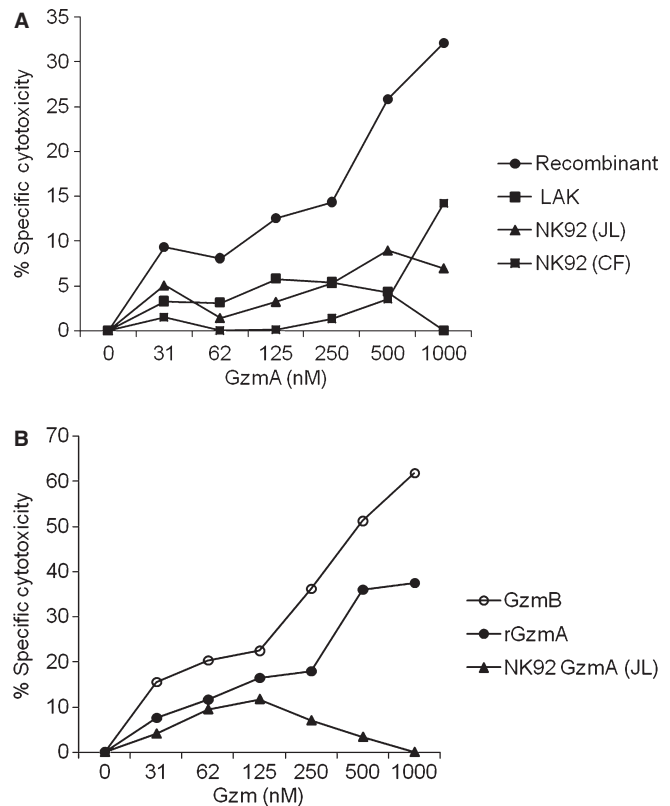 A
35
30
25
20
15
10
5
0
% Specific cytotoxicity
0 31 62 125 250 500 1000
GzmA (nM)
Recombinant
LAK
NK92 (JL)
NK92 (CF)
B
70
60
50
40
30
20
10
0
% Specific cytotoxicity
0 31 62 125 250 500 1000
Gzm (nM)
GzmB
rGzmA
NK92 GzmA (JL)